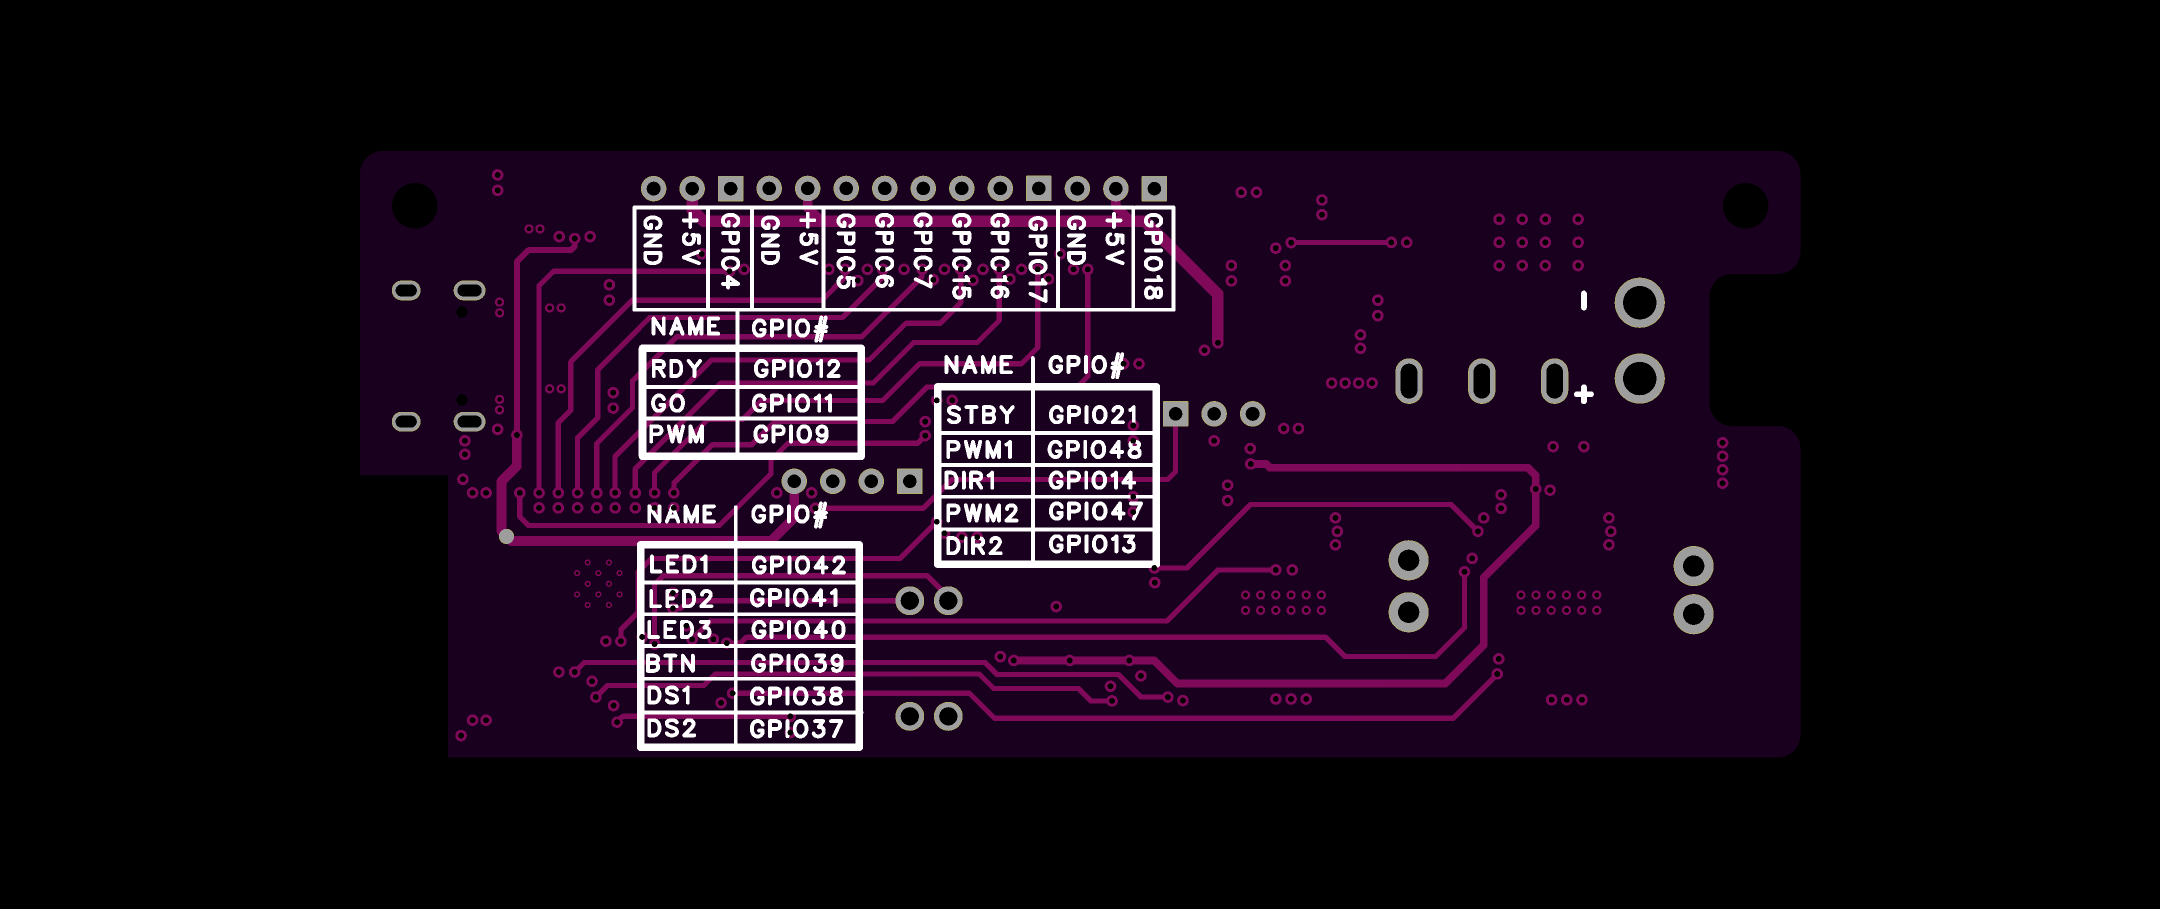 GND +5V GPIO4 GND +5V GPIO5 GPIO6 GPIO7 GPIO15 GPIO16 GPIO17 GND +5V GPIO18
NAME GPIO#
RDY GPIO12
GO GPIO11
PWM GPIO9
NAME GPIO#
STBY GPIO21
PWM1 GPIO48
DIR1 GPIO14
PWM2 GPIO47
DIR2 GPIO13
-
+
NAME GPIO#
LED1 GPIO42
LED2 GPIO41
LED3 GPIO40
BTN GPIO39
DS1 GPIO38
DS2 GPIO37